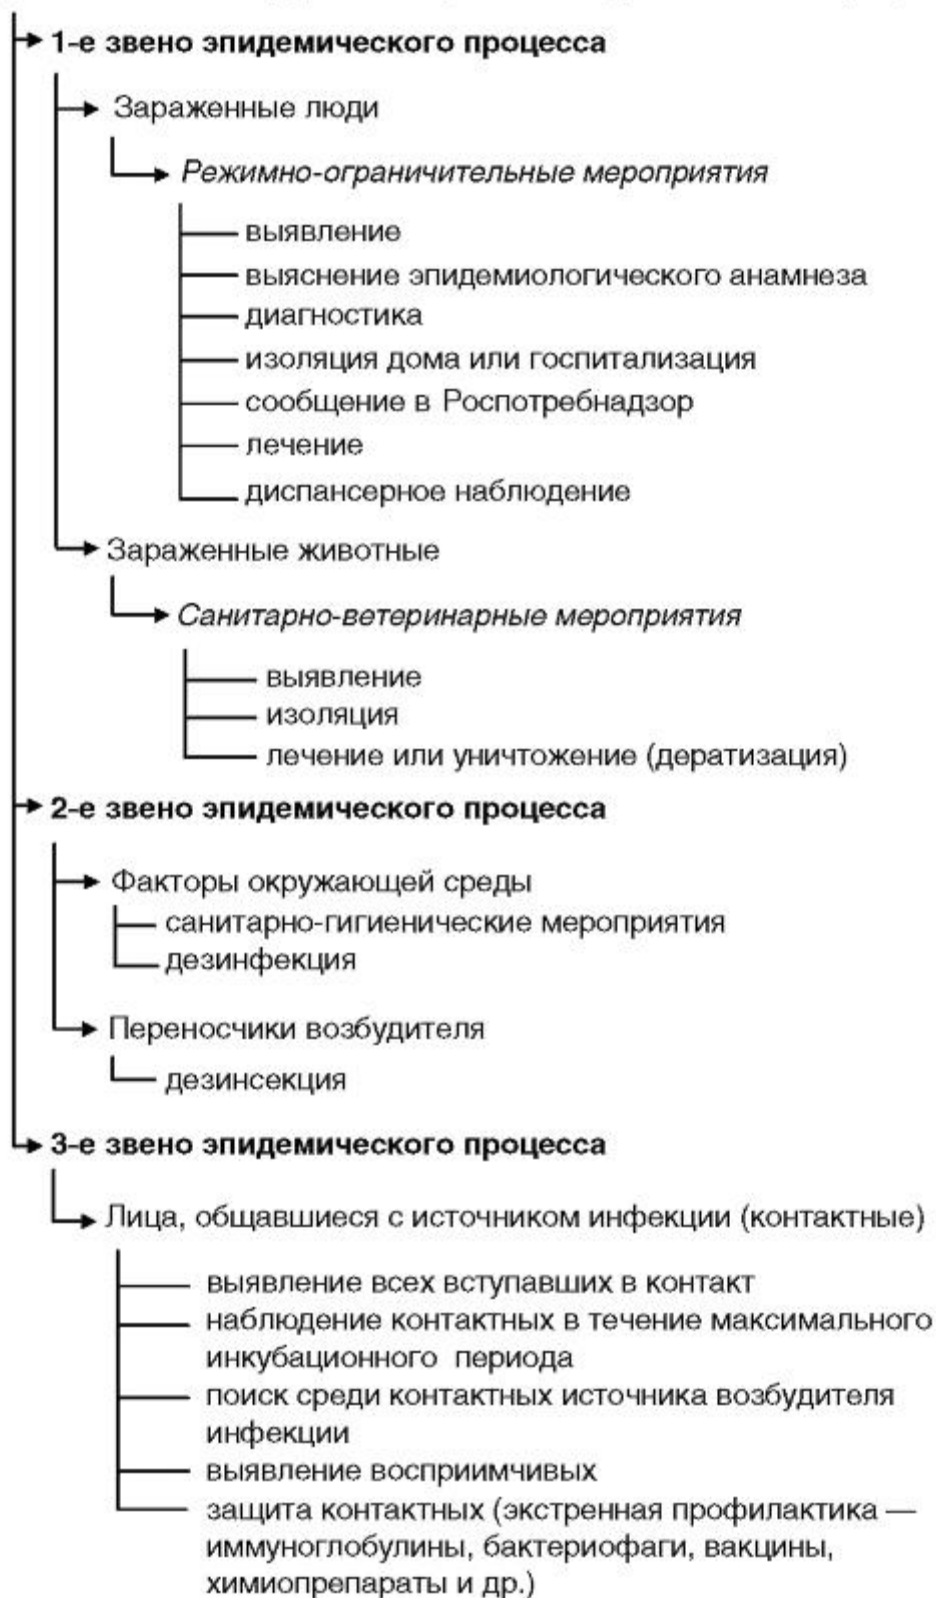 1-е звено эпидемического процесса
Зараженные люди
Режимно-ограничительные мероприятия
выявление
выяснение эпидемиологического анамнеза
диагностика
изоляция дома или госпитализация
сообщение в Роспотребнадзор
лечение
диспансерное наблюдение
Зараженные животные
Санитарно-ветеринарные мероприятия
выявление
изоляция
лечение или уничтожение (дератизация)
2-е звено эпидемического процесса
Факторы окружающей среды
санитарно-гигиенические мероприятия
дезинфекция
Переносчики возбудителя
дезинсекция
3-е звено эпидемического процесса
Лица, общавшиеся с источником инфекции (контактные)
выявление всех вступавших в контакт
наблюдение контактных в течение максимального
инкубационного периода
поиск среди контактных источника возбудителя
инфекции
выявление восприимчивых
защита контактных (экстренная профилактика —
иммуноглобулины, бактериофаги, вакцины,
химиопрепараты и др.)